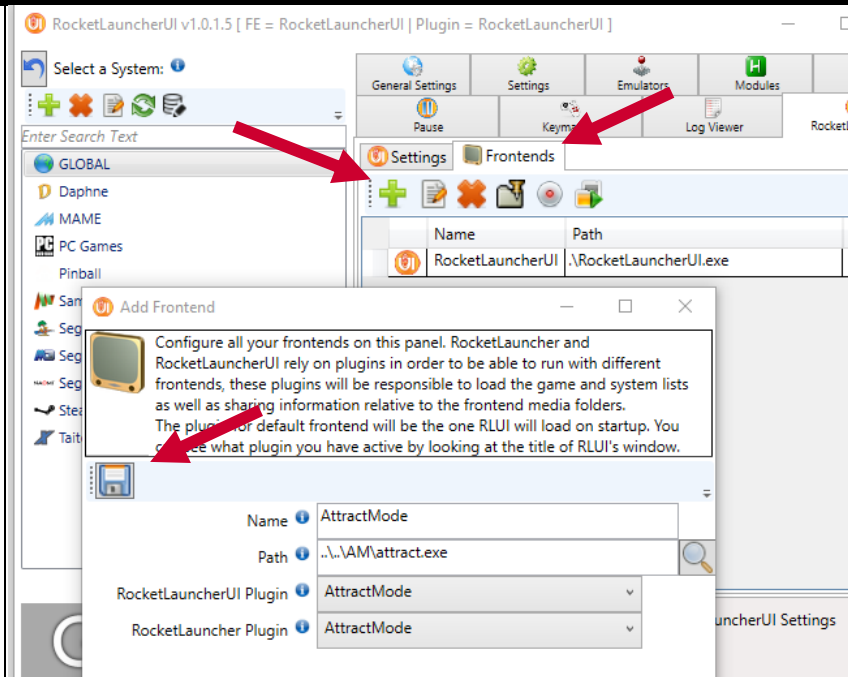 RocketLauncherUI v1.0.1.5 [ FE = RocketLauncherUI | Plugin = RocketLauncherUI ]
Select a System:
General Settings
Settings
Emulators
Modules
Pause
Log Viewer
Enter Search Text
Settings
Frontends
GLOBAL
Daphne
MAME
PC Games
Pinball
Name
Path
RocketLauncherUI
.\RocketLauncherUI.exe
Add Frontend
Configure all your frontends on this panel. RocketLauncher and
RocketLauncherUI rely on plugins in order to be able to run with different
frontends, these plugins will be responsible to load the game and system lists
as well as sharing information relative to the frontend media folders.
The plugin for default frontend will be the one RLUI will load on startup. You
see what plugin you have active by looking at the title of RLUI's window.
Name
AttractMode
Path
..\..\AM\attract.exe
RocketLauncherUI Plugin
AttractMode
RocketLauncher Plugin
AttractMode
uncherUI Settings